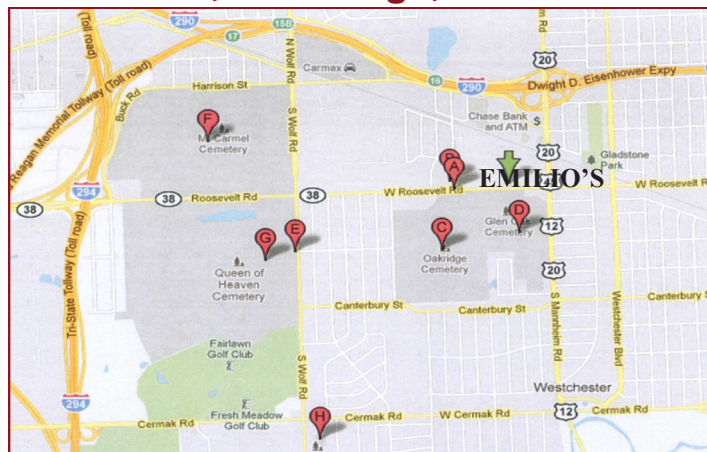 290
15B
17
N Wolf Rd
20
Mannheim Rd
Reagan Memorial Tollway (Toll road)
(Toll road)
Buck Rd
Harrison St
Carmax
16
290
Dwight D. Eisenhower Expy
S Wolf Rd
Chase Bank
and ATM
$
F
Mt Carmel
Cemetery
20
Gladstone
Park
A
EMILIO'S
294
38
Roosevelt Rd
38
W Roosevelt Rd
W Roosevelt Rd
38
G
E
C
D
Glen Oak
Cemetery
12
Oakridge
Cemetery
Queen of
Heaven
Cemetery
20
Tri-State Tollway (Toll road)
Canterbury St
Canterbury St
S Mannheim Rd
Westchester Blvd
Fairlawn
Golf Club
S Wolf Rd
Westchester
294
Fresh Meadow
Golf Club
Cermak Rd
H
Cermak Rd
W Cermak Rd
12
Cermak Rd